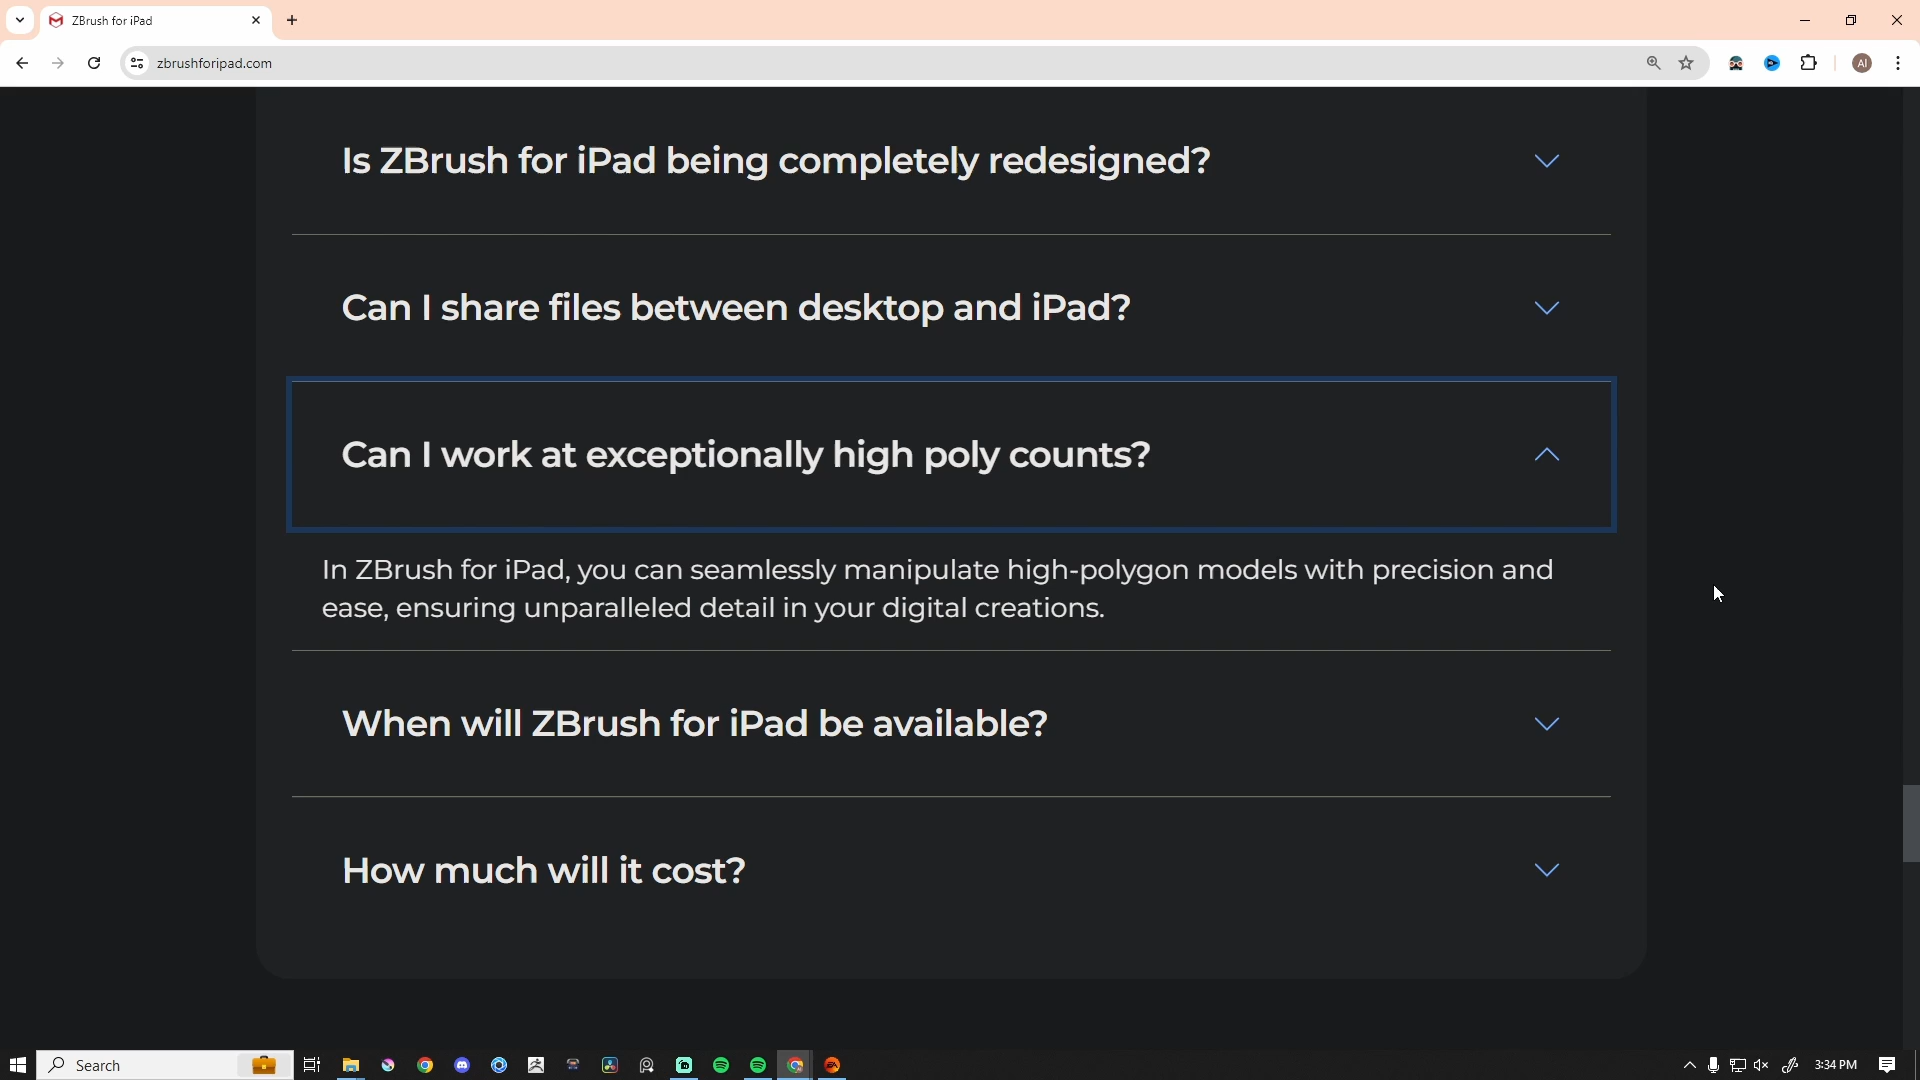 ZBrush for iPad
zbrushforipad.com
AI
Is ZBrush for iPad being completely redesigned?
Can I share files between desktop and iPad?
Can I work at exceptionally high poly counts?
In ZBrush for iPad, you can seamlessly manipulate high-polygon models with precision and
ease, ensuring unparalleled detail in your digital creations.
When will ZBrush for iPad be available?
How much will it cost?
Search
EA
3:34 PM